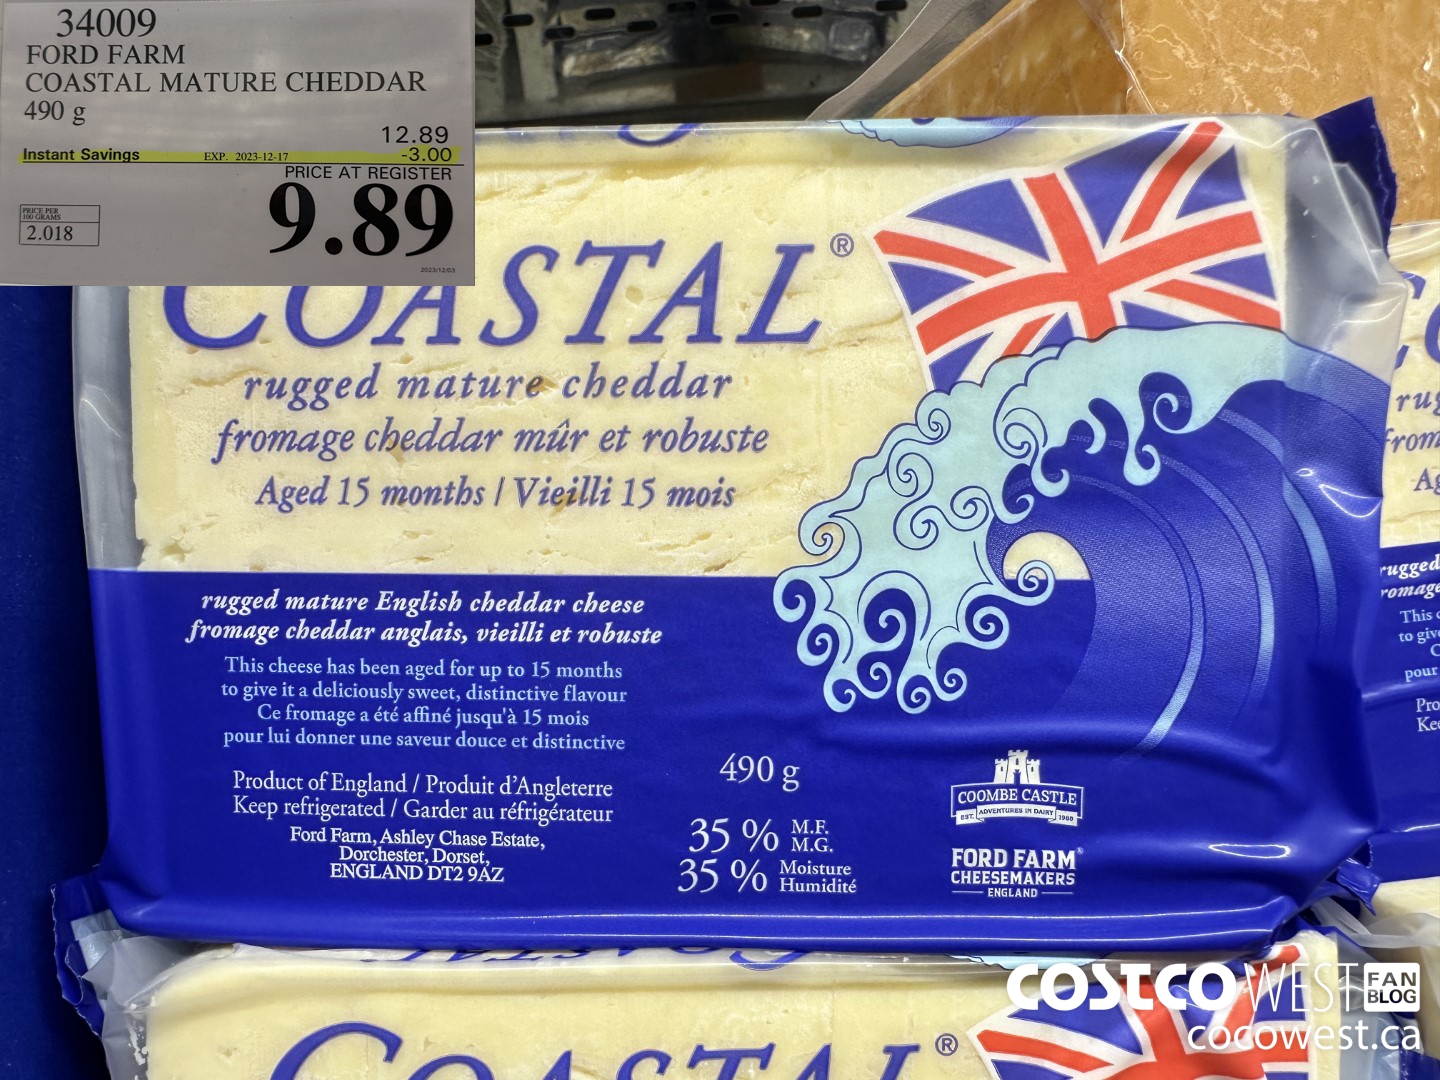 34009
FORD FARM
COASTAL MATURE CHEDDAR
490 g
12.89
Instant Savings EXP. 2023-12-17 -3.00
PRICE AT REGISTER
9.89
PRICE PER
100 GRAMS
2.018
2023/12/03
COASTAL®
rugged mature cheddar
fromage cheddar mûr et robuste
Aged 15 months / Vieilli 15 mois
rugged mature English cheddar cheese
fromage cheddar anglais, vieilli et robuste
This cheese has been aged for up to 15 months
to give it a deliciously sweet, distinctive flavour
Ce fromage a été affiné jusqu'à 15 mois
pour lui donner une saveur douce et distinctive
Product of England / Produit d'Angleterre
Keep refrigerated / Garder au réfrigérateur
Ford Farm, Ashley Chase Estate,
Dorchester, Dorset,
ENGLAND DT2 9AZ
490 g
35 % M.F.
M.G.
35 % Moisture
Humidité
COOMBE CASTLE
EST. ADVENTURES IN DAIRY 1980
FORD FARM®
CHEESEMAKERS
ENGLAND
rugged
This
to give
pour
COASTAL®
COSTCO WEST FAN
BLOG
cocowest.ca